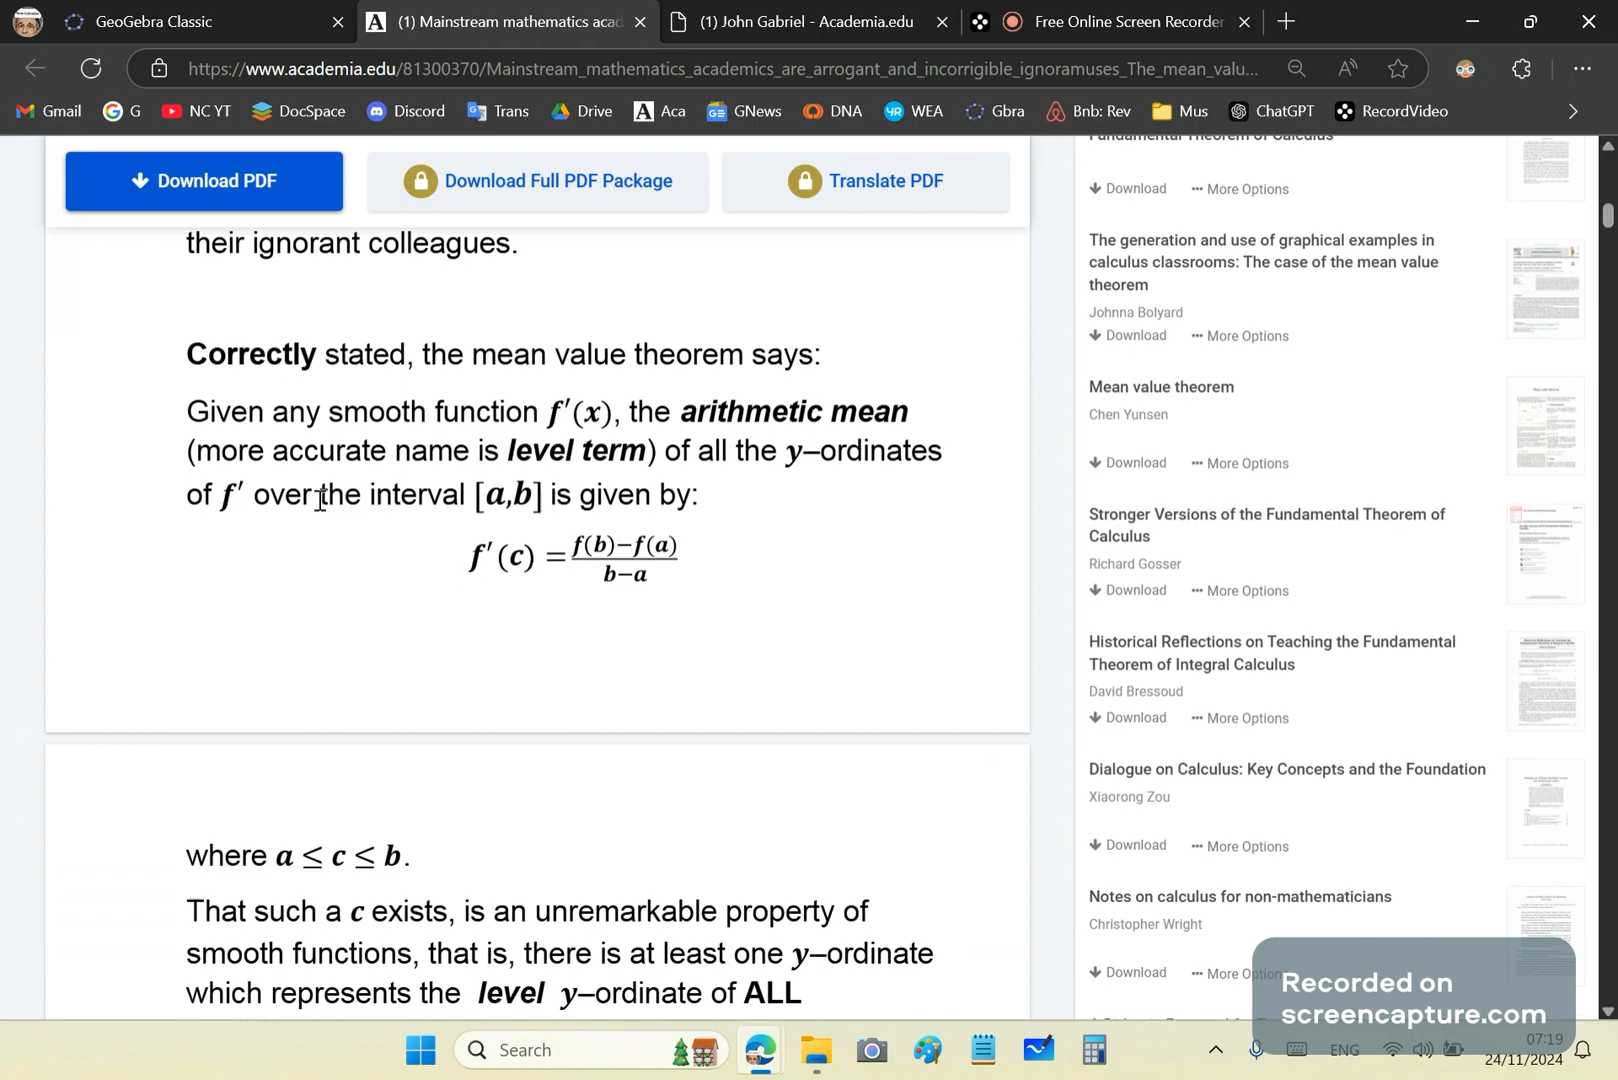 GeoGebra Classic
(1) Mainstream mathematics acad
(1) John Gabriel - Academia.edu
Free Online Screen Recorder
https://www.academia.edu/81300370/Mainstream_mathematics_academics_are_arrogant_and_incorrigible_ignoramuses_The_mean_valu...
Gmail G NC YT DocSpace Discord Trans Drive Aca GNews DNA WEA Gbra Bnb: Rev Mus ChatGPT RecordVideo
Download PDF
Download Full PDF Package
Translate PDF
their ignorant colleagues.
Correctly stated, the mean value theorem says:
Given any smooth function f′(x), the arithmetic mean
(more accurate name is level term) of all the y–ordinates
of f′ over the interval [a,b] is given by:
f′(c) = f(b)−f(a) / b−a
where a ≤ c ≤ b.
That such a c exists, is an unremarkable property of
smooth functions, that is, there is at least one y–ordinate
which represents the level y–ordinate of ALL
Fundamental Theorem of Calculus
Download ··· More Options
The generation and use of graphical examples in
calculus classrooms: The case of the mean value
theorem
Johnna Bolyard
Download ··· More Options
Mean value theorem
Chen Yunsen
Download ··· More Options
Stronger Versions of the Fundamental Theorem of
Calculus
Richard Gosser
Download ··· More Options
Historical Reflections on Teaching the Fundamental
Theorem of Integral Calculus
David Bressoud
Download ··· More Options
Dialogue on Calculus: Key Concepts and the Foundation
Xiaorong Zou
Download ··· More Options
Notes on calculus for non-mathematicians
Christopher Wright
Download ··· More Option
Recorded on
screencapture.com
Search
ENG
07:19
24/11/2024